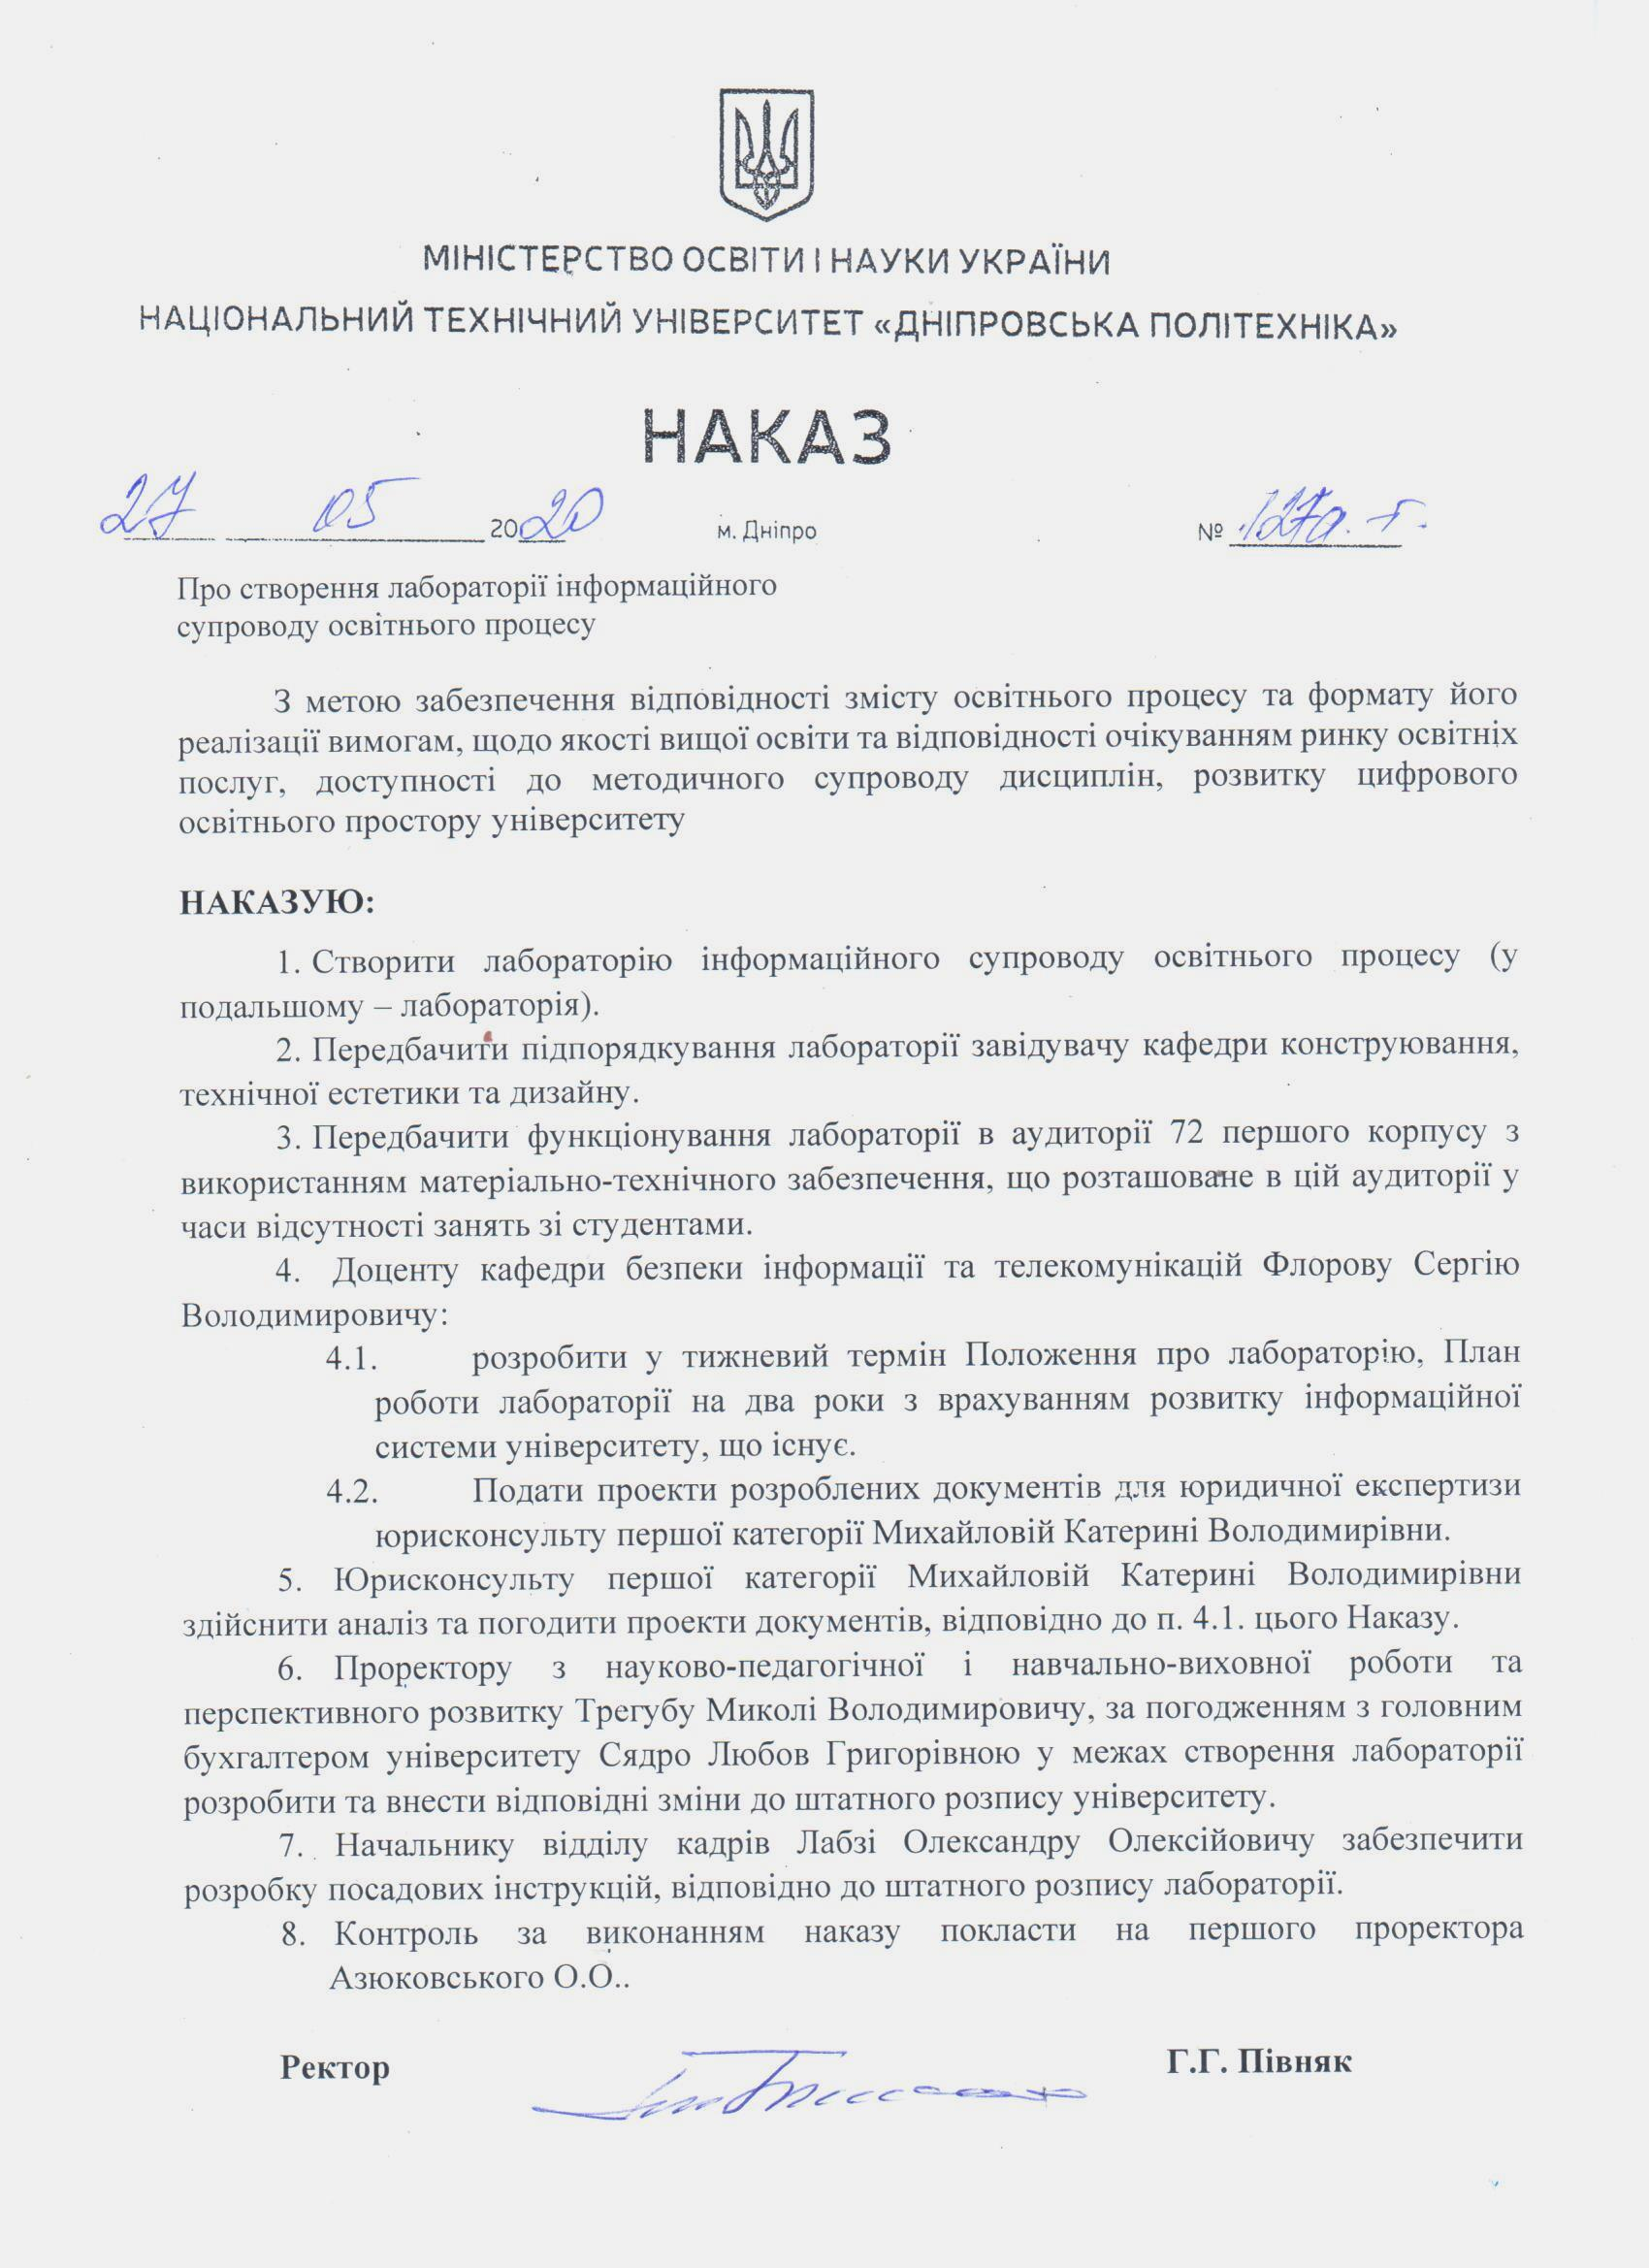 МІНІСТЕРСТВО ОСВІТИ І НАУКИ УКРАЇНИ
НАЦІОНАЛЬНИЙ ТЕХНІЧНИЙ УНІВЕРСИТЕТ «ДНІПРОВСЬКА ПОЛІТЕХНІКА»
НАКАЗ
27 05 2020 м. Дніпро №
Про створення лабораторії інформаційного
супроводу освітнього процесу
З метою забезпечення відповідності змісту освітнього процесу та формату його
реалізації вимогам, щодо якості вищої освіти та відповідності очікуванням ринку освітніх
послуг, доступності до методичного супроводу дисциплін, розвитку цифрового
освітнього простору університету
НАКАЗУЮ:
1. Створити лабораторію інформаційного супроводу освітнього процесу (у
подальшому – лабораторія).
2. Передбачити підпорядкування лабораторії завідувачу кафедри конструювання,
технічної естетики та дизайну.
3. Передбачити функціонування лабораторії в аудиторії 72 першого корпусу з
використанням матеріально-технічного забезпечення, що розташоване в цій аудиторії у
часи відсутності занять зі студентами.
4. Доценту кафедри безпеки інформації та телекомунікацій Флорову Сергію
Володимировичу:
4.1. розробити у тижневий термін Положення про лабораторію, План
роботи лабораторії на два роки з врахуванням розвитку інформаційної
системи університету, що існує.
4.2. Подати проекти розроблених документів для юридичної експертизи
юрисконсульту першої категорії Михайловій Катерині Володимирівни.
5. Юрисконсульту першої категорії Михайловій Катерині Володимирівни
здійснити аналіз та погодити проекти документів, відповідно до п. 4.1. цього Наказу.
6. Проректору з науково-педагогічної і навчально-виховної роботи та
перспективного розвитку Трегубу Миколі Володимировичу, за погодженням з головним
бухгалтером університету Сядро Любов Григорівною у межах створення лабораторії
розробити та внести відповідні зміни до штатного розпису університету.
7. Начальнику відділу кадрів Лабзі Олександру Олексійовичу забезпечити
розробку посадових інструкцій, відповідно до штатного розпису лабораторії.
8. Контроль за виконанням наказу покласти на першого проректора
Азюковського О.О..
Ректор Г.Г. Півняк